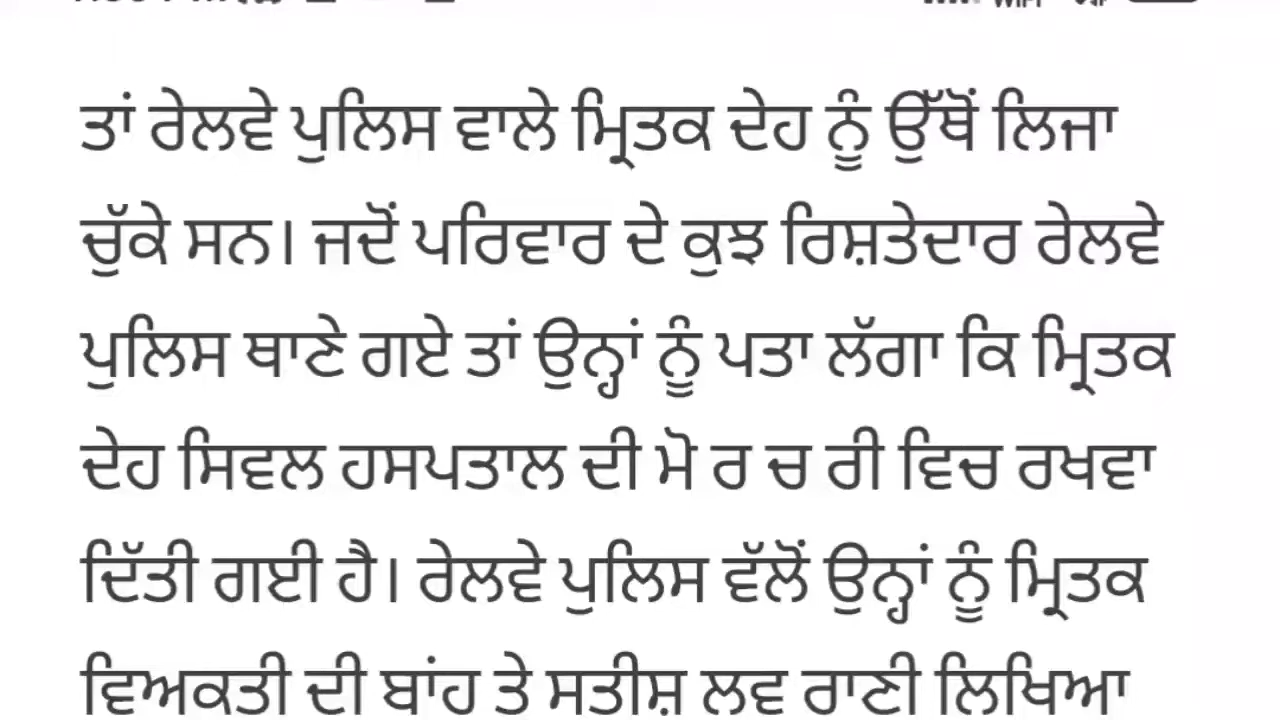 ਤਾਂ ਰੇਲਵੇ ਪੁਲਿਸ ਵਾਲੇ ਮ੍ਰਿਤਕ ਦੇਹ ਨੂੰ ਉੱਥੋਂ ਲਿਜਾ
ਚੁੱਕੇ ਸਨ। ਜਦੋਂ ਪਰਿਵਾਰ ਦੇ ਕੁਝ ਰਿਸ਼ਤੇਦਾਰ ਰੇਲਵੇ
ਪੁਲਿਸ ਥਾਣੇ ਗਏ ਤਾਂ ਉਨ੍ਹਾਂ ਨੂੰ ਪਤਾ ਲੱਗਾ ਕਿ ਮ੍ਰਿਤਕ
ਦੇਹ ਸਿਵਲ ਹਸਪਤਾਲ ਦੀ ਮੋ ਰ ਚ ਰੀ ਵਿਚ ਰਖਵਾ
ਦਿੱਤੀ ਗਈ ਹੈ। ਰੇਲਵੇ ਪੁਲਿਸ ਵੱਲੋਂ ਉਨ੍ਹਾਂ ਨੂੰ ਮ੍ਰਿਤਕ
ਵਿਅਕਤੀ ਦੀ ਬਾਂਹ ਤੇ ਸਤੀਸ਼ ਲਵ ਰਾਣੀ ਲਿਖਿਆ